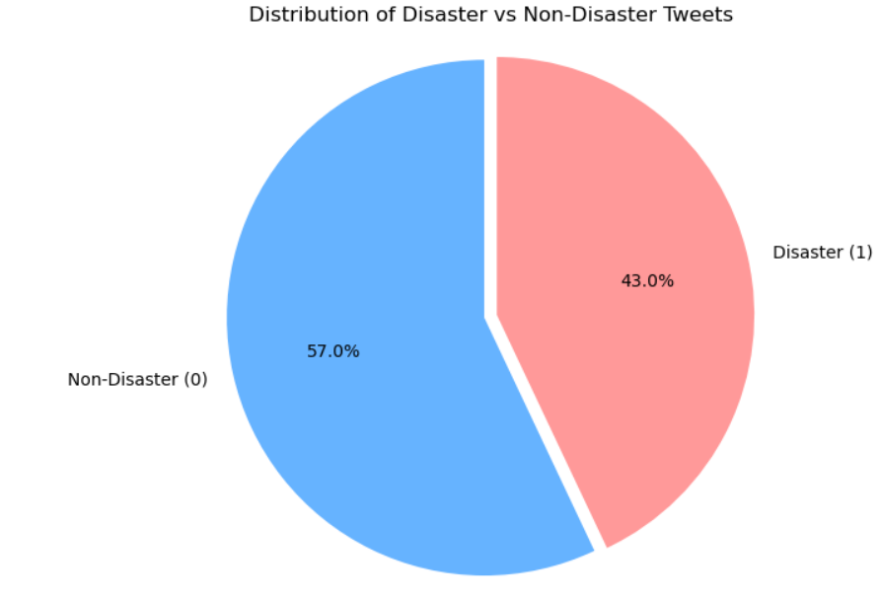 Distribution of Disaster vs Non-Disaster Tweets
Disaster (1)
43.0%
57.0%
Non-Disaster (0)